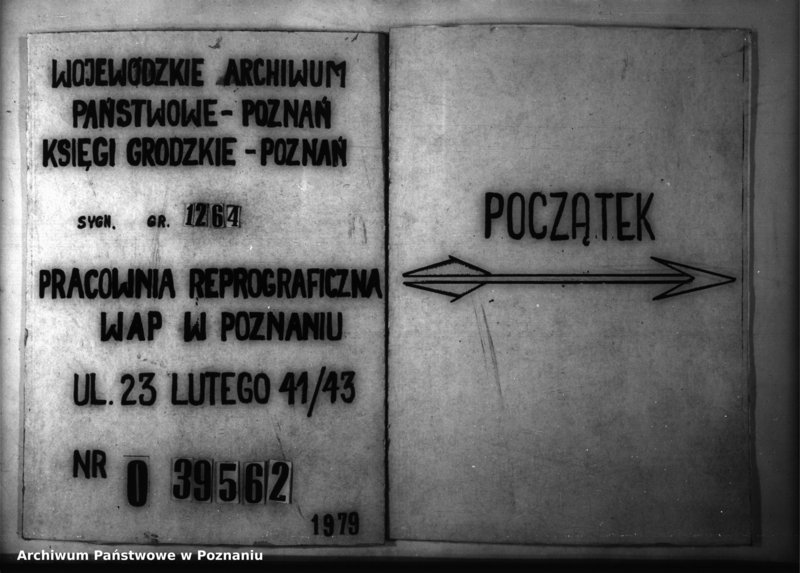 WOJEWÓDZKIE ARCHIWUM
PAŃSTWOWE - POZNAŃ
KSIĘGI GRODZKIE - POZNAŃ
SYGN. GR. 1264
PRACOWNIA REPROGRAFICZNA
WAP W POZNANIU
UL. 23 LUTEGO 41/43
NR 0 39562
1979
POCZĄTEK
Archiwum Państwowe w Poznaniu